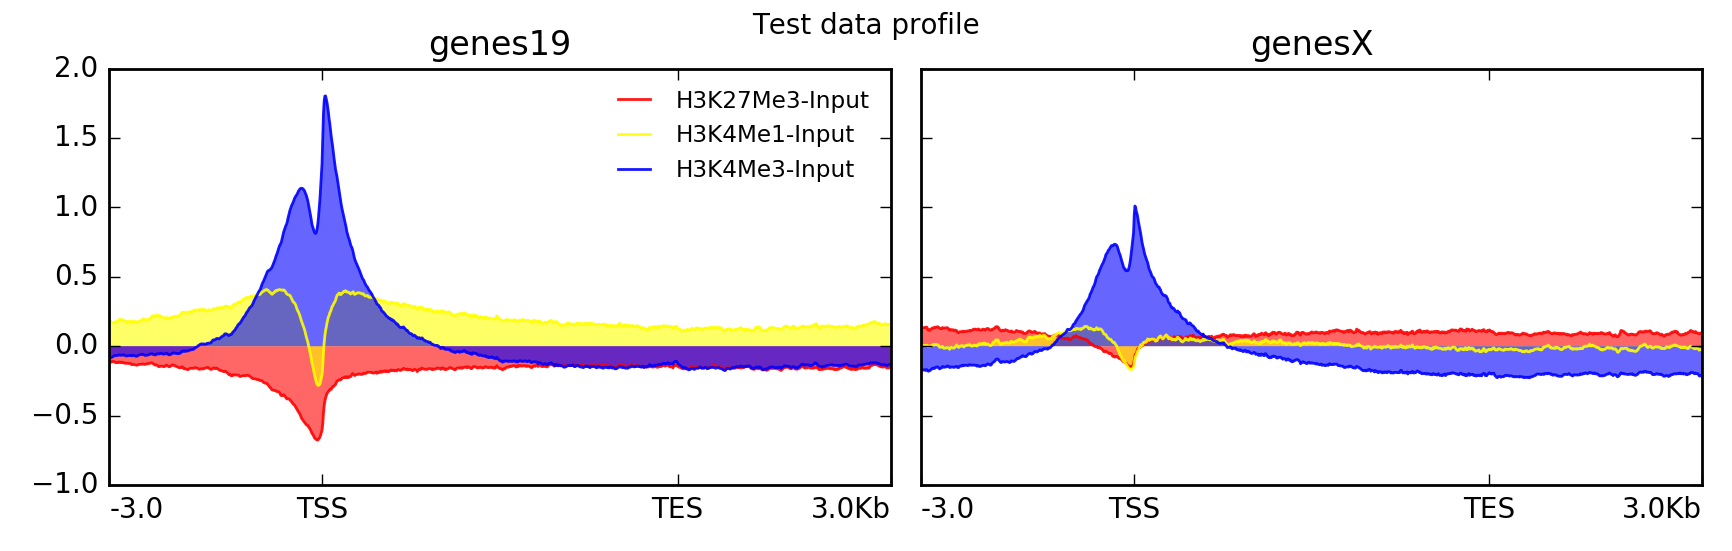 Test data profile
genes19
genesX
2.0
1.5
1.0
0.5
0.0
−0.5
−1.0
H3K27Me3-Input
H3K4Me1-Input
H3K4Me3-Input
-3.0 TSS TES 3.0Kb
-3.0 TSS TES 3.0Kb